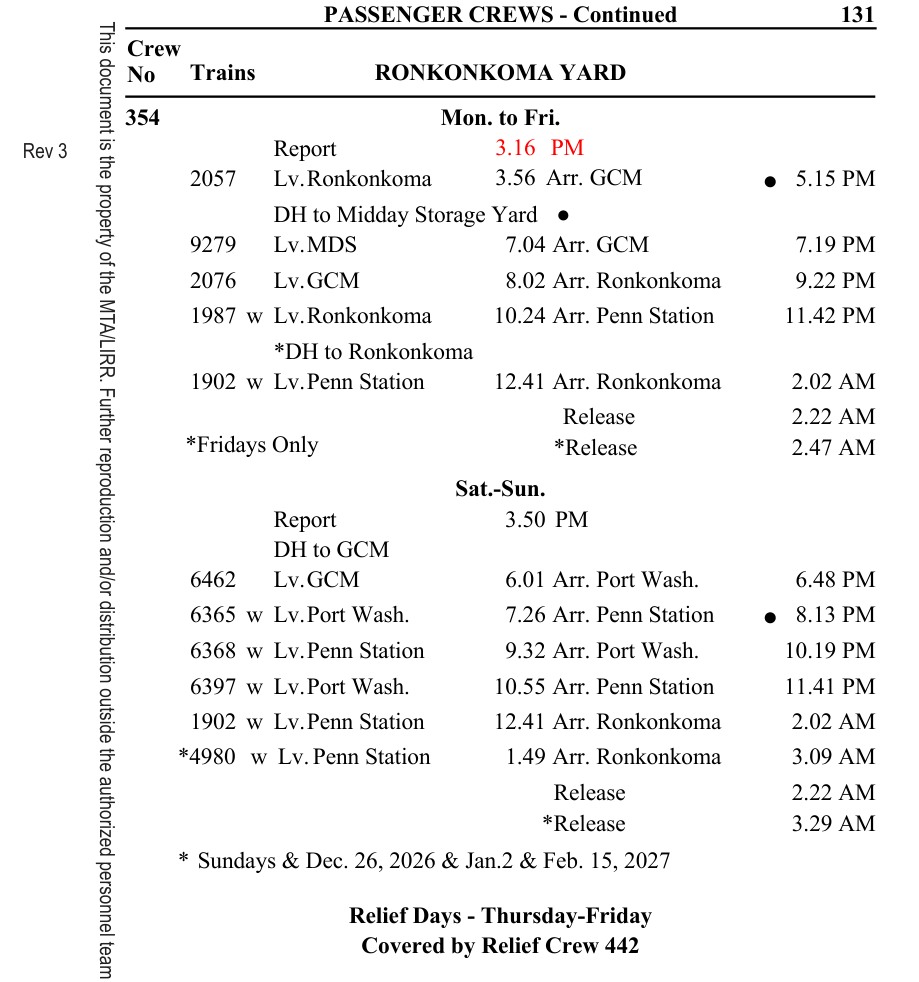 PASSENGER CREWS - Continued 131
Crew
No Trains RONKONKOMA YARD
354 Mon. to Fri.
Rev 3
Report 3.16 PM
2057 Lv.Ronkonkoma 3.56 Arr. GCM ● 5.15 PM
DH to Midday Storage Yard ●
9279 Lv.MDS 7.04 Arr. GCM 7.19 PM
2076 Lv.GCM 8.02 Arr. Ronkonkoma 9.22 PM
1987 w Lv.Ronkonkoma 10.24 Arr. Penn Station 11.42 PM
*DH to Ronkonkoma
1902 w Lv.Penn Station 12.41 Arr. Ronkonkoma 2.02 AM
Release 2.22 AM
*Fridays Only *Release 2.47 AM
Sat.-Sun.
Report 3.50 PM
DH to GCM
6462 Lv.GCM 6.01 Arr. Port Wash. 6.48 PM
6365 w Lv.Port Wash. 7.26 Arr. Penn Station ● 8.13 PM
6368 w Lv.Penn Station 9.32 Arr. Port Wash. 10.19 PM
6397 w Lv.Port Wash. 10.55 Arr. Penn Station 11.41 PM
1902 w Lv.Penn Station 12.41 Arr. Ronkonkoma 2.02 AM
*4980 w Lv. Penn Station 1.49 Arr. Ronkonkoma 3.09 AM
Release 2.22 AM
*Release 3.29 AM
* Sundays & Dec. 26, 2026 & Jan.2 & Feb. 15, 2027
Relief Days - Thursday-Friday
Covered by Relief Crew 442
This document is the property of the MTA/LIRR. Further reproduction and/or distribution outside the authorized personnel team